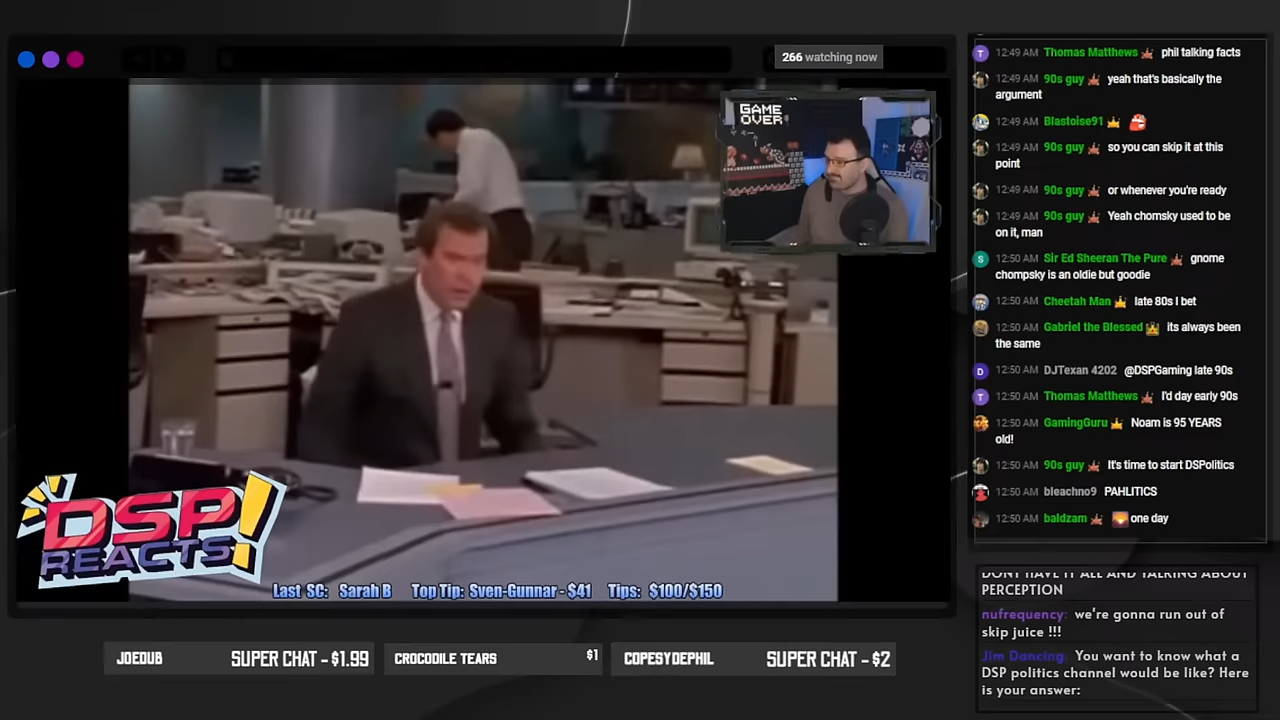 266 watching now
GAME
OVER
12:49 AM Thomas Matthews phil talking facts
12:49 AM 90s guy yeah that's basically the
argument
12:49 AM Blastoise91
12:49 AM 90s guy so you can skip it at this
point
12:49 AM 90s guy or whenever you're ready
12:49 AM 90s guy Yeah chomsky used to be
on it, man
12:50 AM Sir Ed Sheeran The Pure gnome
chompsky is an oldie but goodie
12:50 AM Cheetah Man late 80s I bet
12:50 AM Gabriel the Blessed its always been
the same
12:50 AM DJTexan 4202 @DSPGaming late 90s
12:50 AM Thomas Matthews I'd day early 90s
12:50 AM GamingGuru Noam is 95 YEARS
old!
12:50 AM 90s guy It's time to start DSPolitics
12:50 AM bleachno9 PAHLITICS
12:50 AM baldzam one day
DSP!
REACTS
Last SC: Sarah B Top Tip: Sven-Gunnar - $41 Tips: $100/$150
JOEDUB SUPER CHAT - $1.99
CROCODILE TEARS $1
COPESYDEPHIL SUPER CHAT - $2
DONT HAVE IT ALL AND TALKING ABOUT
PERCEPTION
nufrequency: we're gonna run out of
skip juice !!!
Jim Dancing: You want to know what a
DSP politics channel would be like? Here
is your answer: